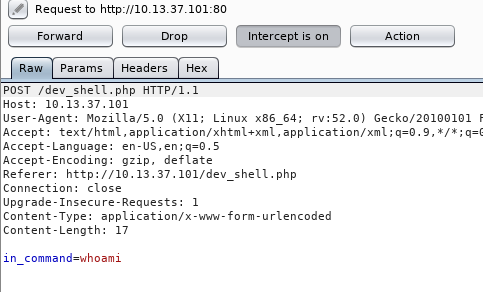 Request to http://10.13.37.101:80
Forward Drop Intercept is on Action
Raw Params Headers Hex
POST /dev_shell.php HTTP/1.1
Host: 10.13.37.101
User-Agent: Mozilla/5.0 (X11; Linux x86_64; rv:52.0) Gecko/20100101 F
Accept: text/html,application/xhtml+xml,application/xml;q=0.9,*/*;q=0
Accept-Language: en-US,en;q=0.5
Accept-Encoding: gzip, deflate
Referer: http://10.13.37.101/dev_shell.php
Connection: close
Upgrade-Insecure-Requests: 1
Content-Type: application/x-www-form-urlencoded
Content-Length: 17
in_command=whoami